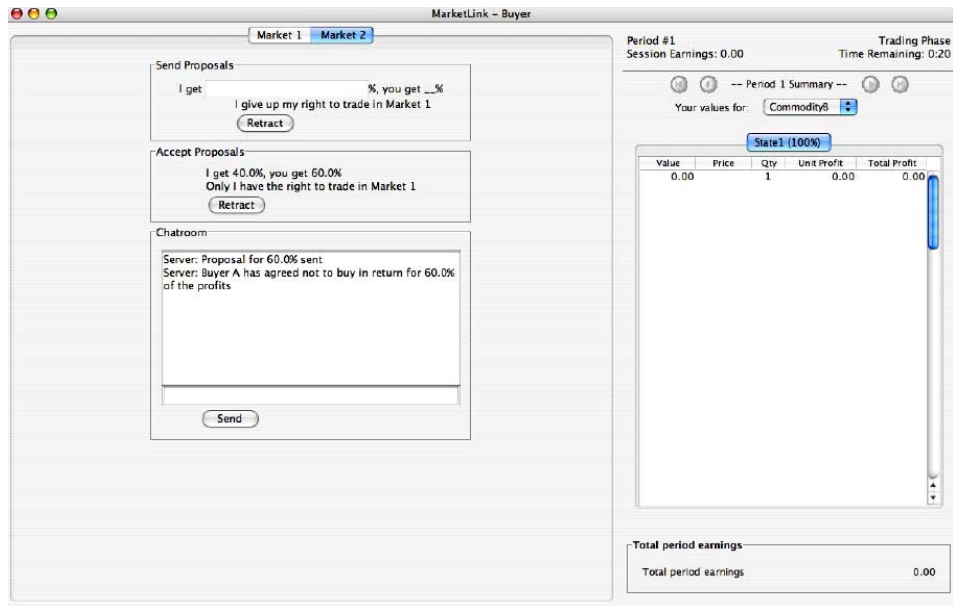 MarketLink – Buyer
Market 1 Market 2
Period #1 Trading Phase
Session Earnings: 0.00 Time Remaining: 0:20
Send Proposals
I get %, you get __%
I give up my right to trade in Market 1
Retract
Accept Proposals
I get 40.0%, you get 60.0%
Only I have the right to trade in Market 1
Retract
Chatroom
Server: Proposal for 60.0% sent
Server: Buyer A has agreed not to buy in return for 60.0%
of the profits
Send
-- Period 1 Summary --
Your values for: Commodity8
State1 (100%)
Value Price Qty Unit Profit Total Profit
0.00 1 0.00 0.00
Total period earnings
Total period earnings 0.00